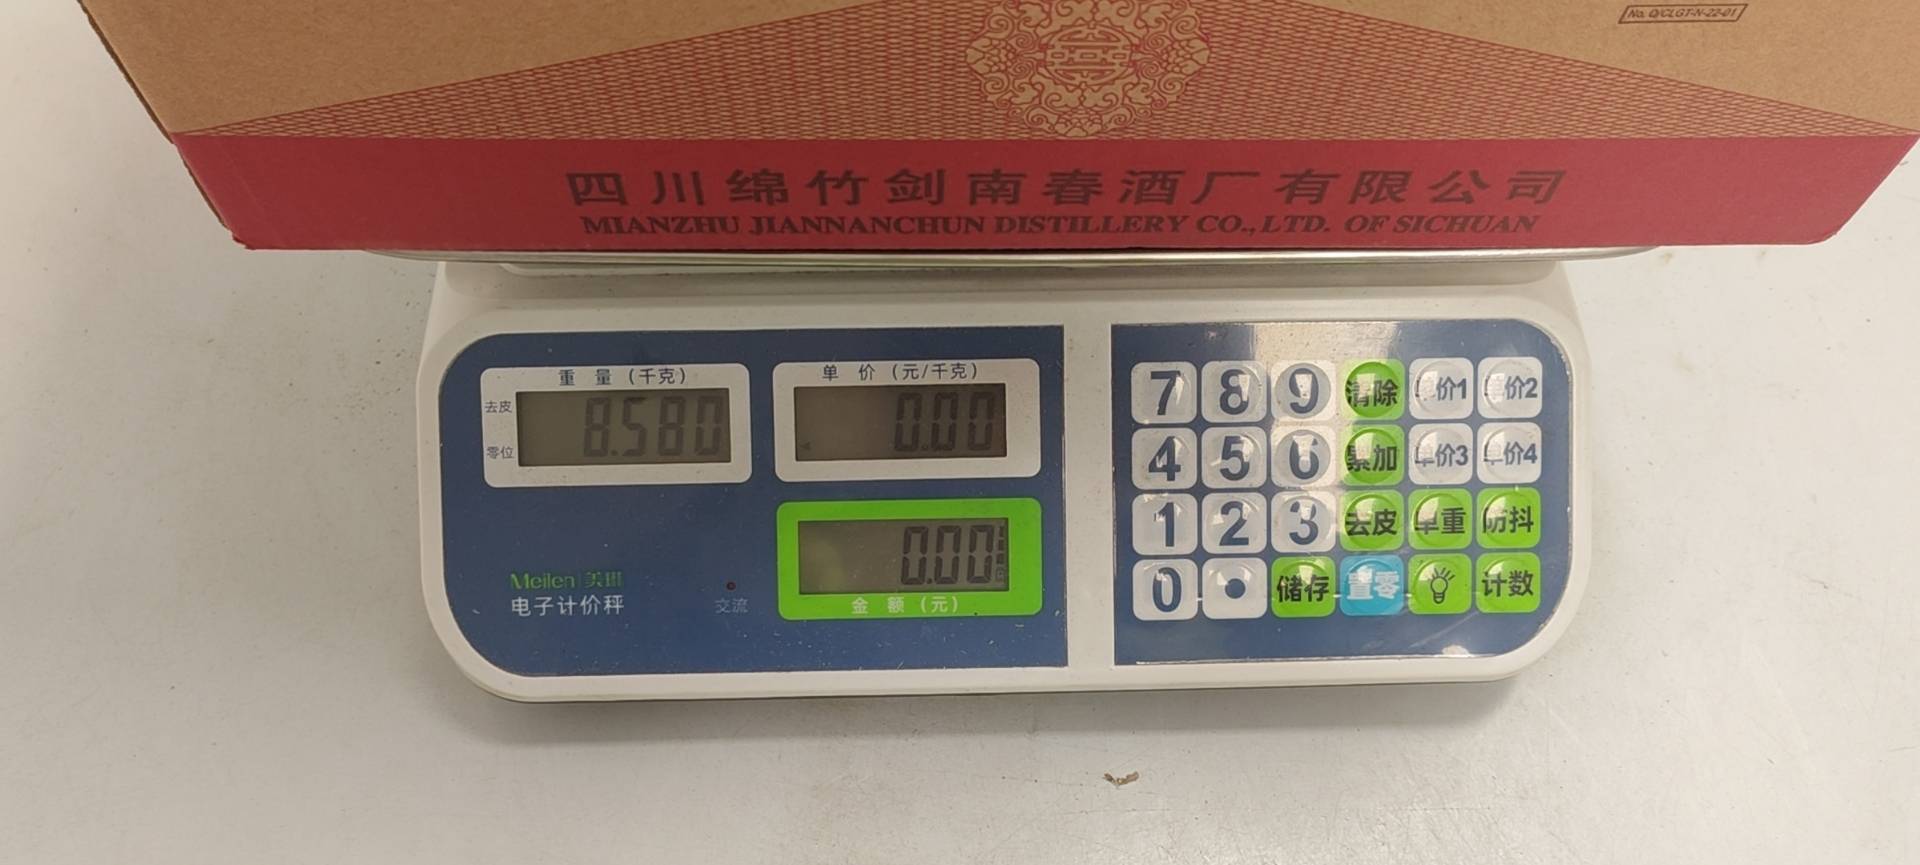 No. Q/CLGT-N-22-01
四川绵竹剑南春酒厂有限公司
MIANZHU JIANNANCHUN DISTILLERY CO.,LTD. OF SICHUAN
重量(千克)
去皮
零位
8.580
单价(元/千克)
0.00
0.00
金额(元)
Meilen 美琳
电子计价秤
交流
7 8 9 清除 单价1 单价2
4 5 6 累加 单价3 单价4
1 2 3 去皮 单重 防抖
0 . 储存 置零 计数